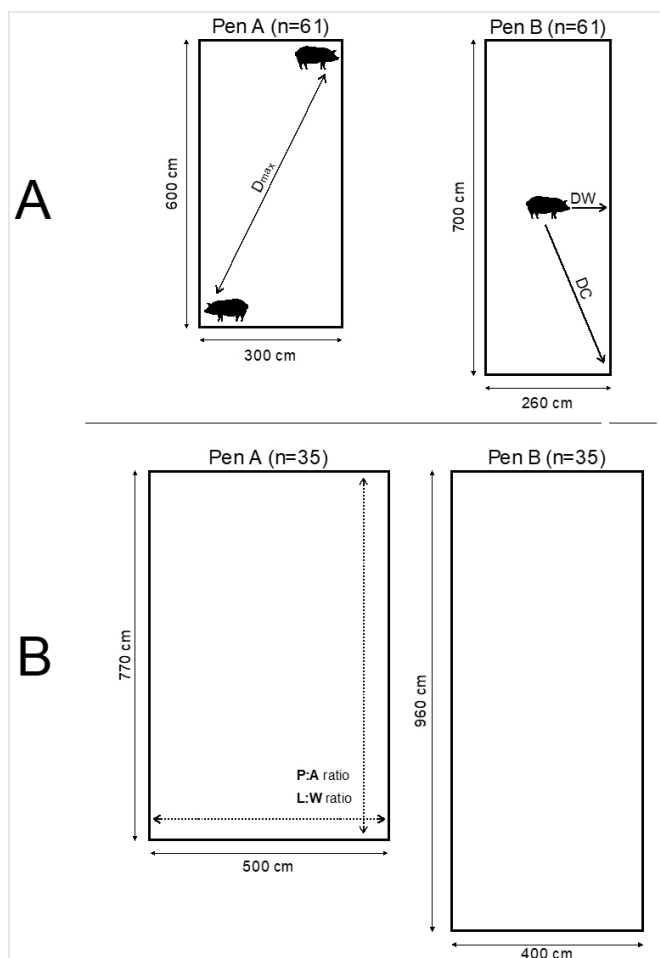 Pen A (n=61)
Pen B (n=61)
A
600 cm
Dmax
300 cm
700 cm
DW
DC
260 cm
Pen A (n=35)
Pen B (n=35)
B
770 cm
P:A ratio
L:W ratio
500 cm
960 cm
400 cm